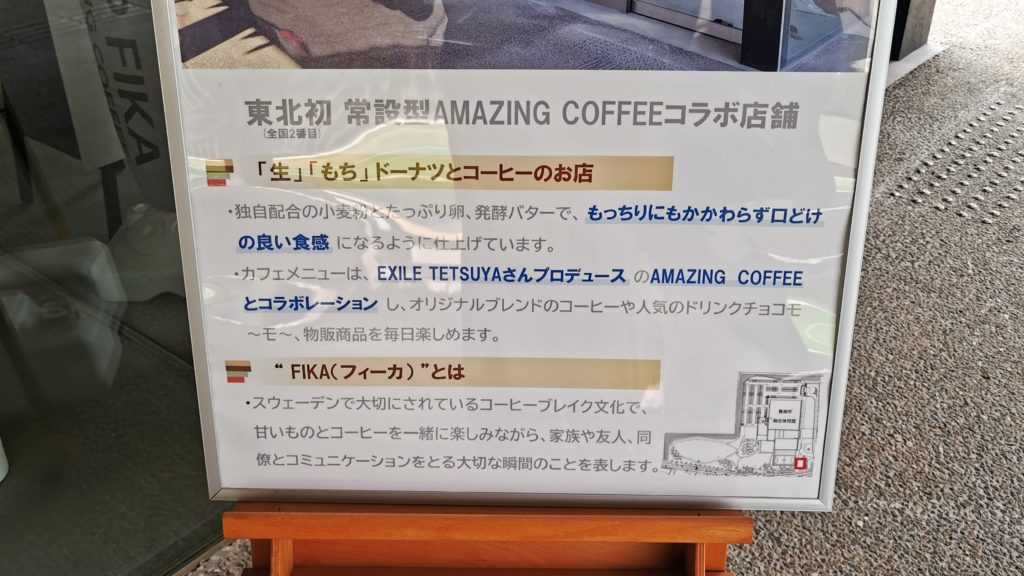 FIKA
東北初 常設型AMAZING COFFEEコラボ店舗
(全国2番目)
「生」「もち」ドーナツとコーヒーのお店
・独自配合の小麦粉とたっぷり卵、発酵バターで、もっちりにもかかわらず口どけ
の良い食感 になるように仕上げています。
・カフェメニューは、EXILE TETSUYAさんプロデュース のAMAZING COFFEE
とコラボレーション し、オリジナルブレンドのコーヒーや人気のドリンクチョコモ
～モ～、物販商品を毎日楽しめます。
“ FIKA(フィーカ) ”とは
・スウェーデンで大切にされているコーヒーブレイク文化で、
甘いものとコーヒーを一緒に楽しみながら、家族や友人、同
僚とコミュニケーションをとる大切な瞬間のことを表します。